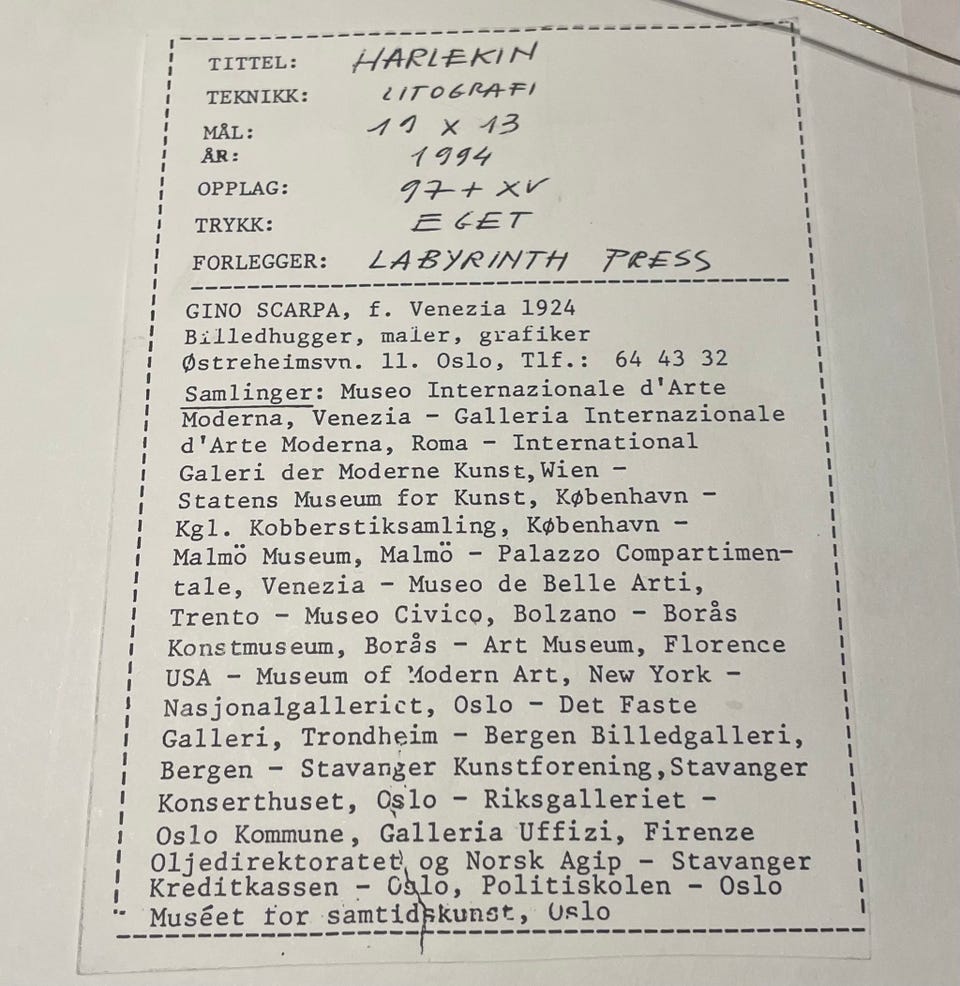 TITTEL: HARLEKIN
TEKNIKK: LITOGRAFI
MÅL: 11 x 13
ÅR: 1994
OPPLAG: 97 + XV
TRYKK: EGET
FORLEGGER: LABYRINTH PRESS
GINO SCARPA, f. Venezia 1924
Billedhugger, maler, grafiker
Østreheimsvn. 11. Oslo, Tlf.: 64 43 32
Samlinger: Museo Internazionale d'Arte
Moderna, Venezia - Galleria Internazionale
d'Arte Moderna, Roma - International
Galeri der Moderne Kunst, Wien -
Statens Museum for Kunst, København -
Kgl. Kobberstiksamling, København -
Malmö Museum, Malmö - Palazzo Compartimen-
tale, Venezia - Museo de Belle Arti,
Trento - Museo Civico, Bolzano - Borås
Konstmuseum, Borås - Art Museum, Florence
USA - Museum of Modern Art, New York -
Nasjonalgalleriet, Oslo - Det Faste
Galleri, Trondheim - Bergen Billedgalleri,
Bergen - Stavanger Kunstforening, Stavanger
Konserthuset, Oslo - Riksgalleriet -
Oslo Kommune, Galleria Uffizi, Firenze
Oljedirektoratet og Norsk Agip - Stavanger
Kreditkassen - Oslo, Politiskolen - Oslo
Muséet for samtidskunst, Oslo